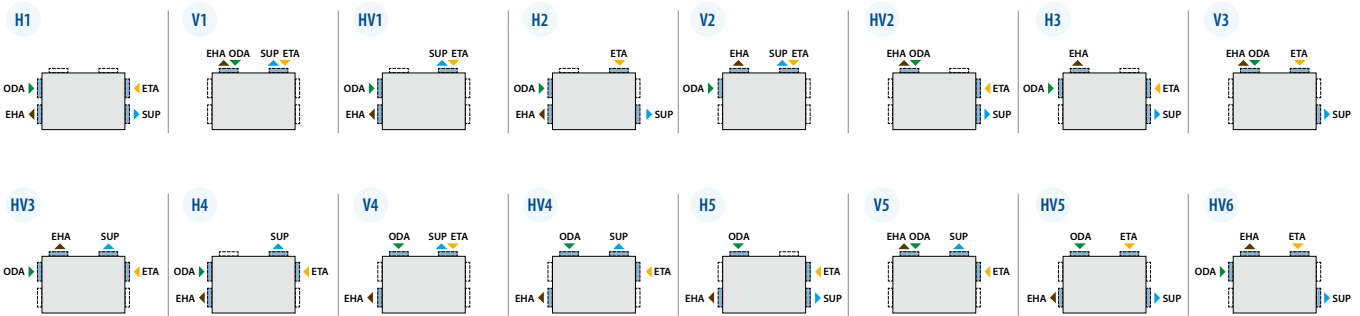 H1
V1
HV1
H2
V2
HV2
H3
V3
EHA ODA SUP ETA
SUP ETA
ETA
EHA SUP ETA
EHA ODA
EHA
EHA ODA ETA
ODA ETA
ODA
ODA
ODA
ETA
ODA ETA
EHA SUP
EHA
EHA SUP
SUP
SUP
SUP
HV3
H4
V4
HV4
H5
V5
HV5
HV6
EHA SUP
SUP
ODA SUP ETA
ODA SUP
ODA
EHA ODA SUP
ODA ETA
EHA ETA
ODA ETA
ODA ETA
ETA
ETA
ETA
ODA
EHA
EHA
EHA
EHA SUP
EHA SUP
SUP